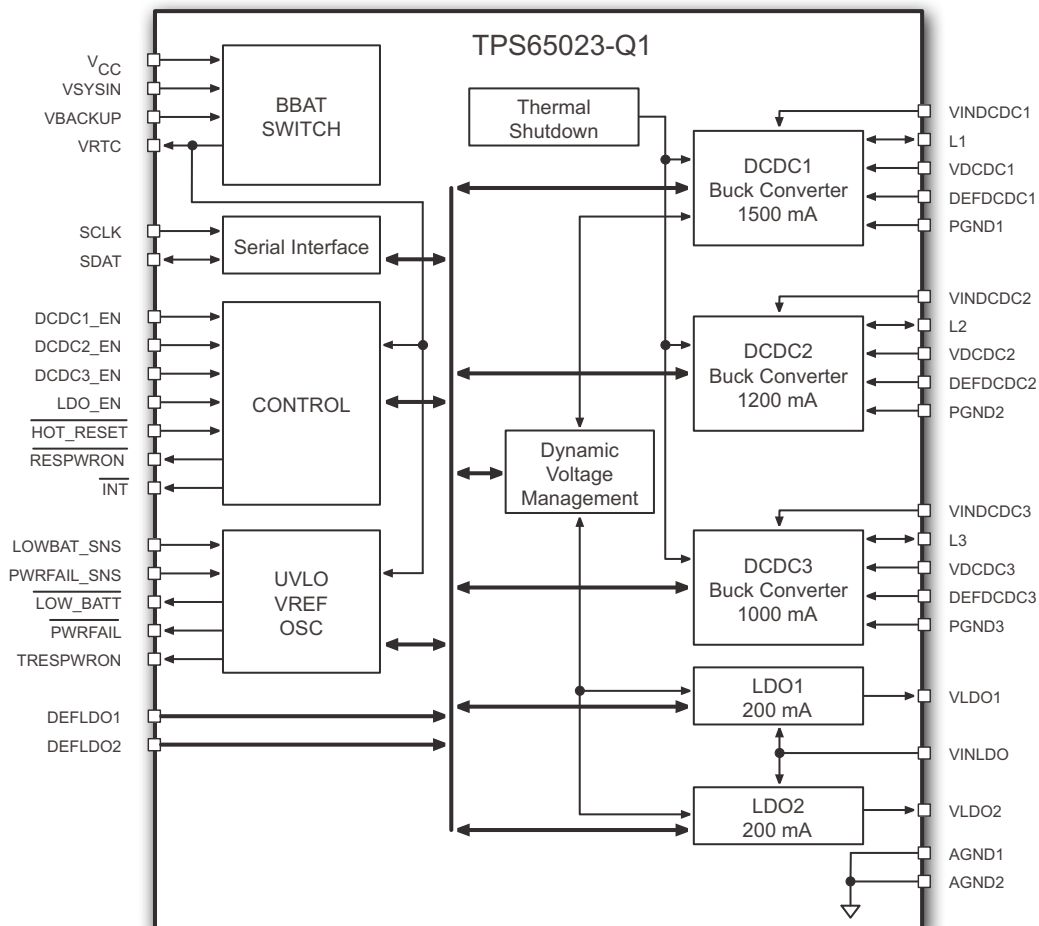 TPS65023-Q1
VCC
VSYSIN
VBACKUP
VRTC
BBAT
SWITCH
SCLK
SDAT
Serial Interface
DCDC1_EN
DCDC2_EN
DCDC3_EN
LDO_EN
HOT_RESET
RESPWRON
INT
CONTROL
LOWBAT_SNS
PWRFAIL_SNS
LOW_BATT
PWRFAIL
TRESPWRON
UVLO
VREF
OSC
DEFLDO1
DEFLDO2
Thermal
Shutdown
Dynamic
Voltage
Management
DCDC1
Buck Converter
1500 mA
VINDCDC1
L1
VDCDC1
DEFDCDC1
PGND1
DCDC2
Buck Converter
1200 mA
VINDCDC2
L2
VDCDC2
DEFDCDC2
PGND2
DCDC3
Buck Converter
1000 mA
VINDCDC3
L3
VDCDC3
DEFDCDC3
PGND3
LDO1
200 mA
VLDO1
VINLDO
LDO2
200 mA
VLDO2
AGND1
AGND2